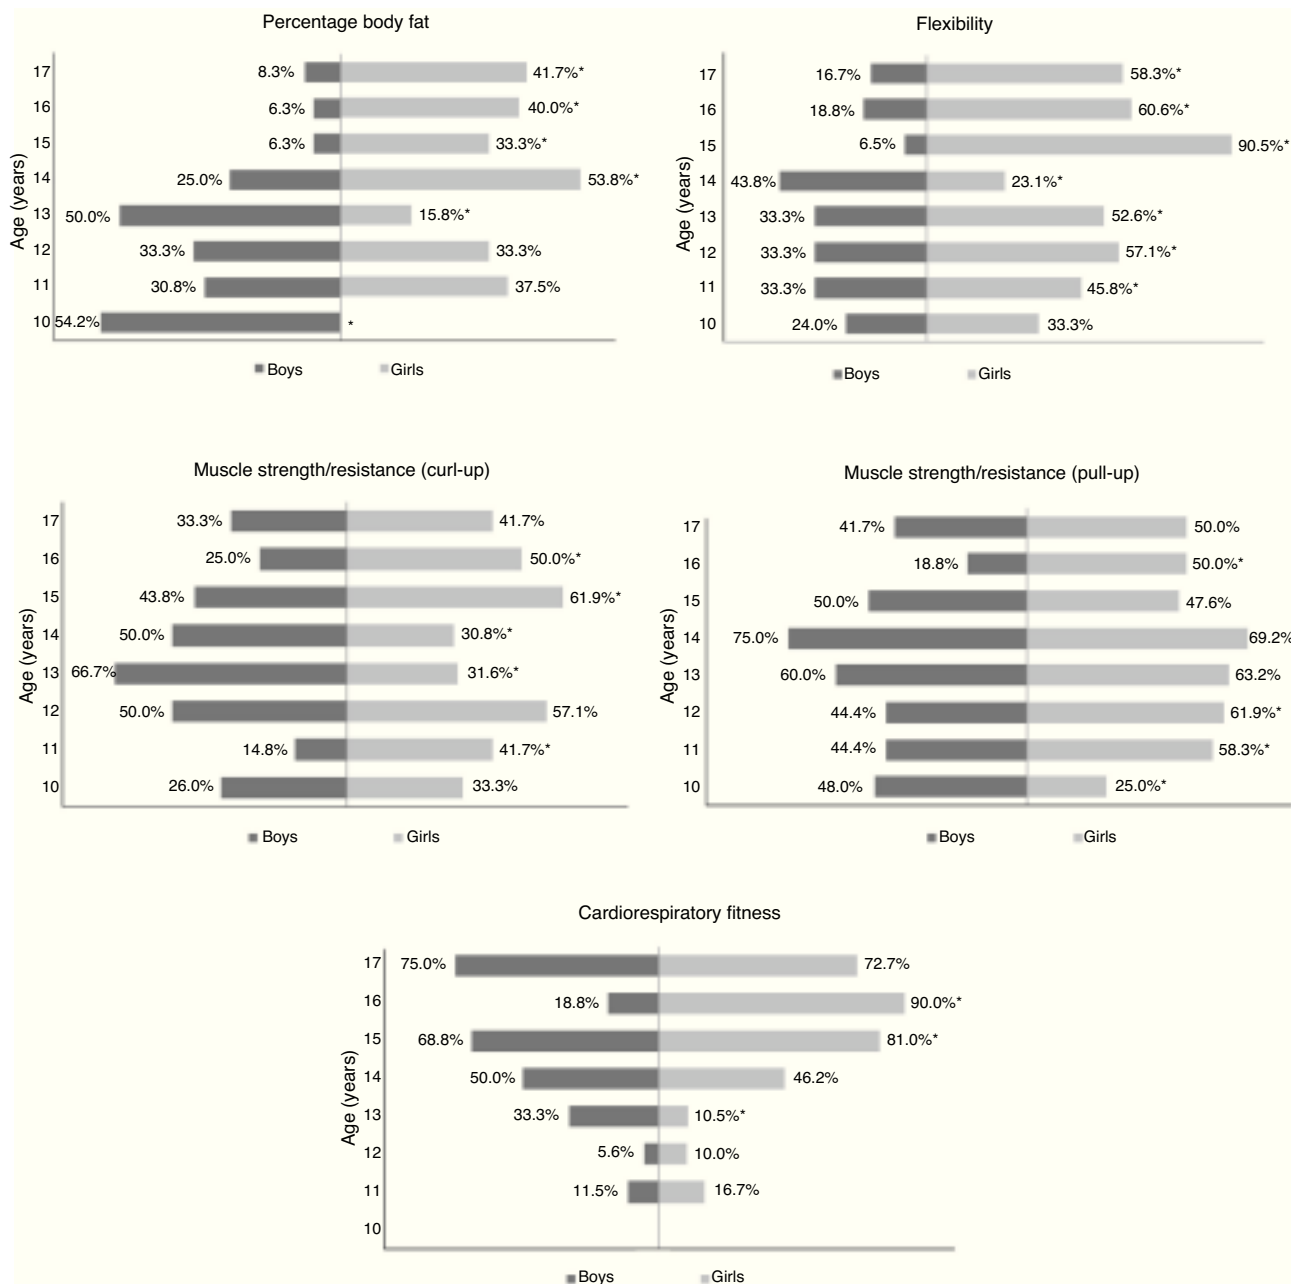 Percentage body fat
Age (years)
17 8.3% 41.7%*
16 6.3% 40.0%*
15 6.3% 33.3%*
14 25.0% 53.8%*
13 50.0% 15.8%*
12 33.3% 33.3%
11 30.8% 37.5%
10 54.2% *
Boys Girls
Flexibility
Age (years)
17 16.7% 58.3%*
16 18.8% 60.6%*
15 6.5% 90.5%*
14 43.8% 23.1%*
13 33.3% 52.6%*
12 33.3% 57.1%*
11 33.3% 45.8%*
10 24.0% 33.3%
Boys Girls
Muscle strength/resistance (curl-up)
Age (years)
17 33.3% 41.7%
16 25.0% 50.0%*
15 43.8% 61.9%*
14 50.0% 30.8%*
13 66.7% 31.6%*
12 50.0% 57.1%
11 14.8% 41.7%*
10 26.0% 33.3%
Boys Girls
Muscle strength/resistance (pull-up)
Age (years)
17 41.7% 50.0%
16 18.8% 50.0%*
15 50.0% 47.6%
14 75.0% 69.2%
13 60.0% 63.2%
12 44.4% 61.9%*
11 44.4% 58.3%*
10 48.0% 25.0%*
Boys Girls
Cardiorespiratory fitness
Age (years)
17 75.0% 72.7%
16 18.8% 90.0%*
15 68.8% 81.0%*
14 50.0% 46.2%
13 33.3% 10.5%*
12 5.6% 10.0%
11 11.5% 16.7%
10
Boys Girls